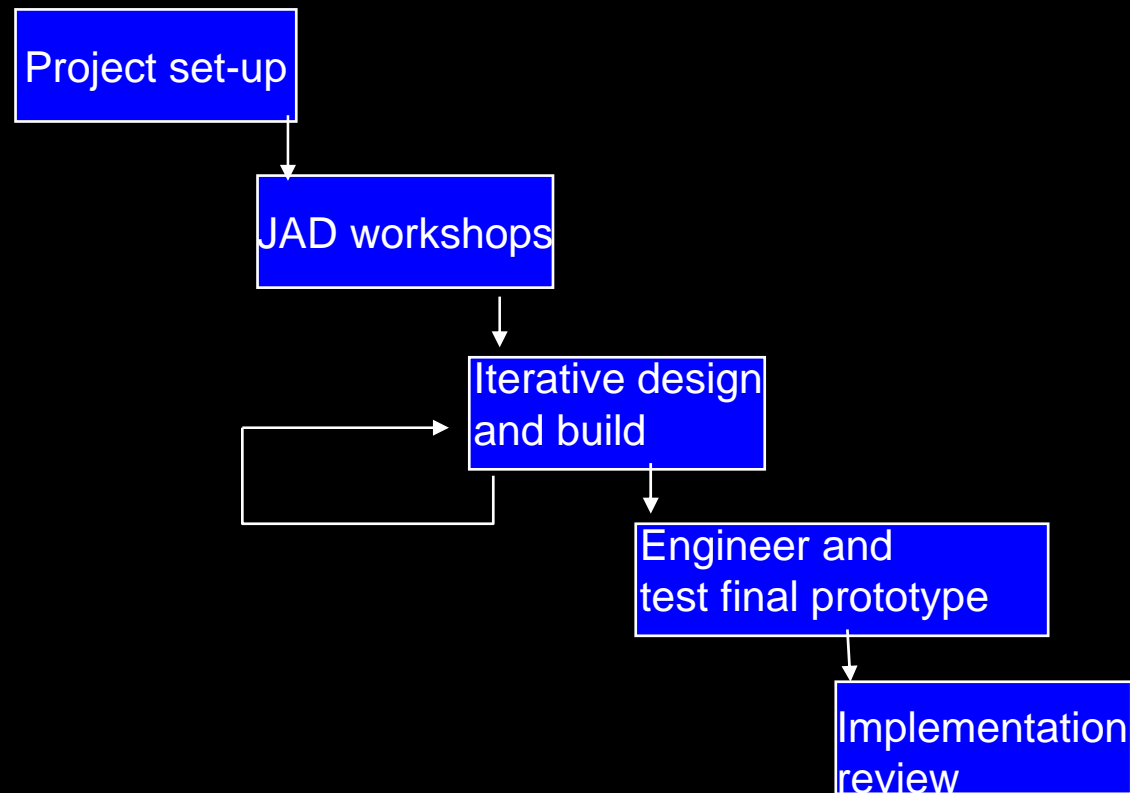 Project set-up
JAD workshops
Iterative design
and build
Engineer and
test final prototype
Implementation
review